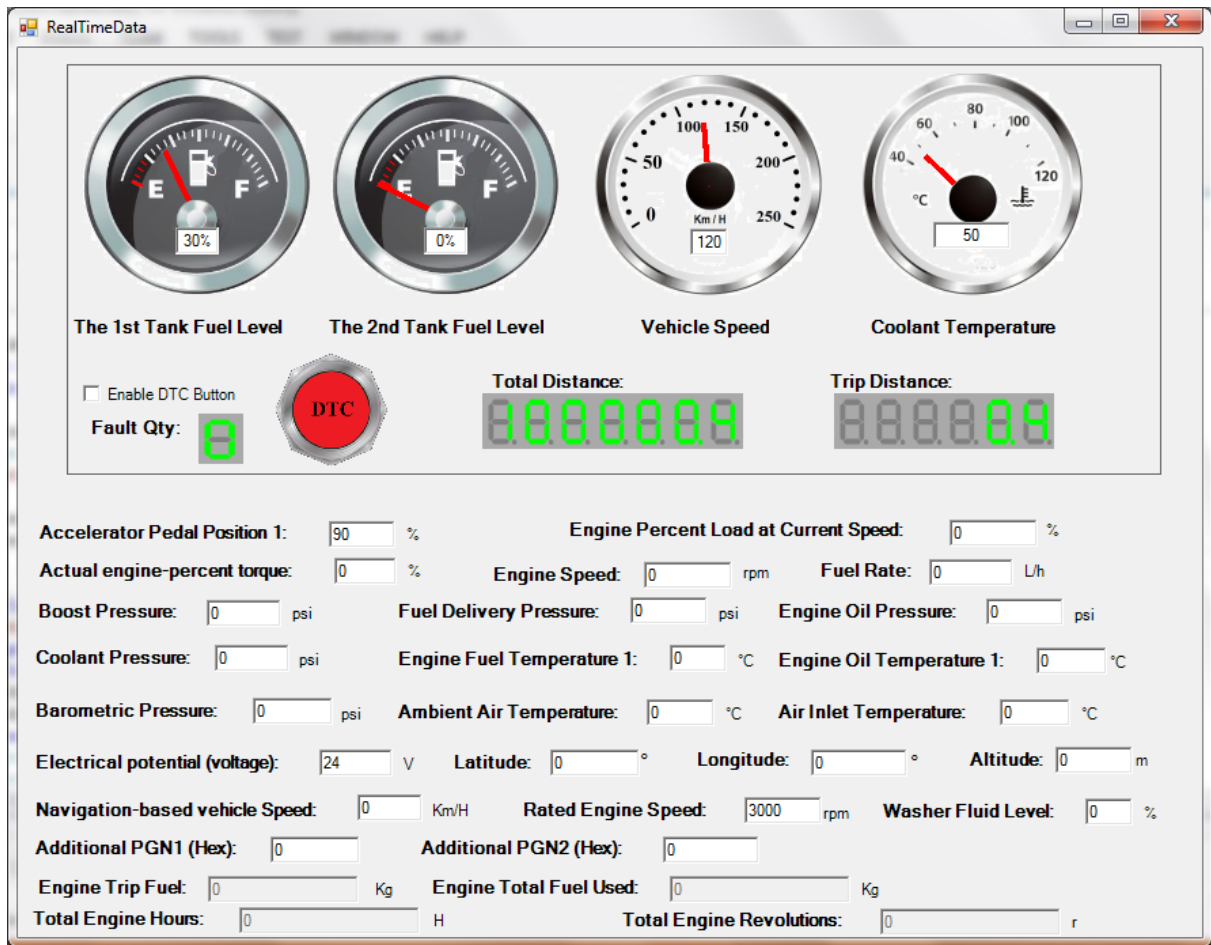 RealTimeData
TOOLS TEST WINDOW HELP
E F
30%
E F
0%
0 50 100 150 200 250
Km / H
120
40 60 80 100 120
°C
50
The 1st Tank Fuel Level The 2nd Tank Fuel Level Vehicle Speed Coolant Temperature
Enable DTC Button
Fault Qty: 0
DTC
Total Distance:
100000.4
Trip Distance:
0.4
Accelerator Pedal Position 1: 90 % Engine Percent Load at Current Speed: 0 %
Actual engine-percent torque: 0 % Engine Speed: 0 rpm Fuel Rate: 0 L/h
Boost Pressure: 0 psi Fuel Delivery Pressure: 0 psi Engine Oil Pressure: 0 psi
Coolant Pressure: 0 psi Engine Fuel Temperature 1: 0 °C Engine Oil Temperature 1: 0 °C
Barometric Pressure: 0 psi Ambient Air Temperature: 0 °C Air Inlet Temperature: 0 °C
Electrical potential (voltage): 24 V Latitude: 0 ° Longitude: 0 ° Altitude: 0 m
Navigation-based vehicle Speed: 0 Km/H Rated Engine Speed: 3000 rpm Washer Fluid Level: 0 %
Additional PGN1 (Hex): 0 Additional PGN2 (Hex): 0
Engine Trip Fuel: 0 Kg Engine Total Fuel Used: 0 Kg
Total Engine Hours: 0 H Total Engine Revolutions: 0 r